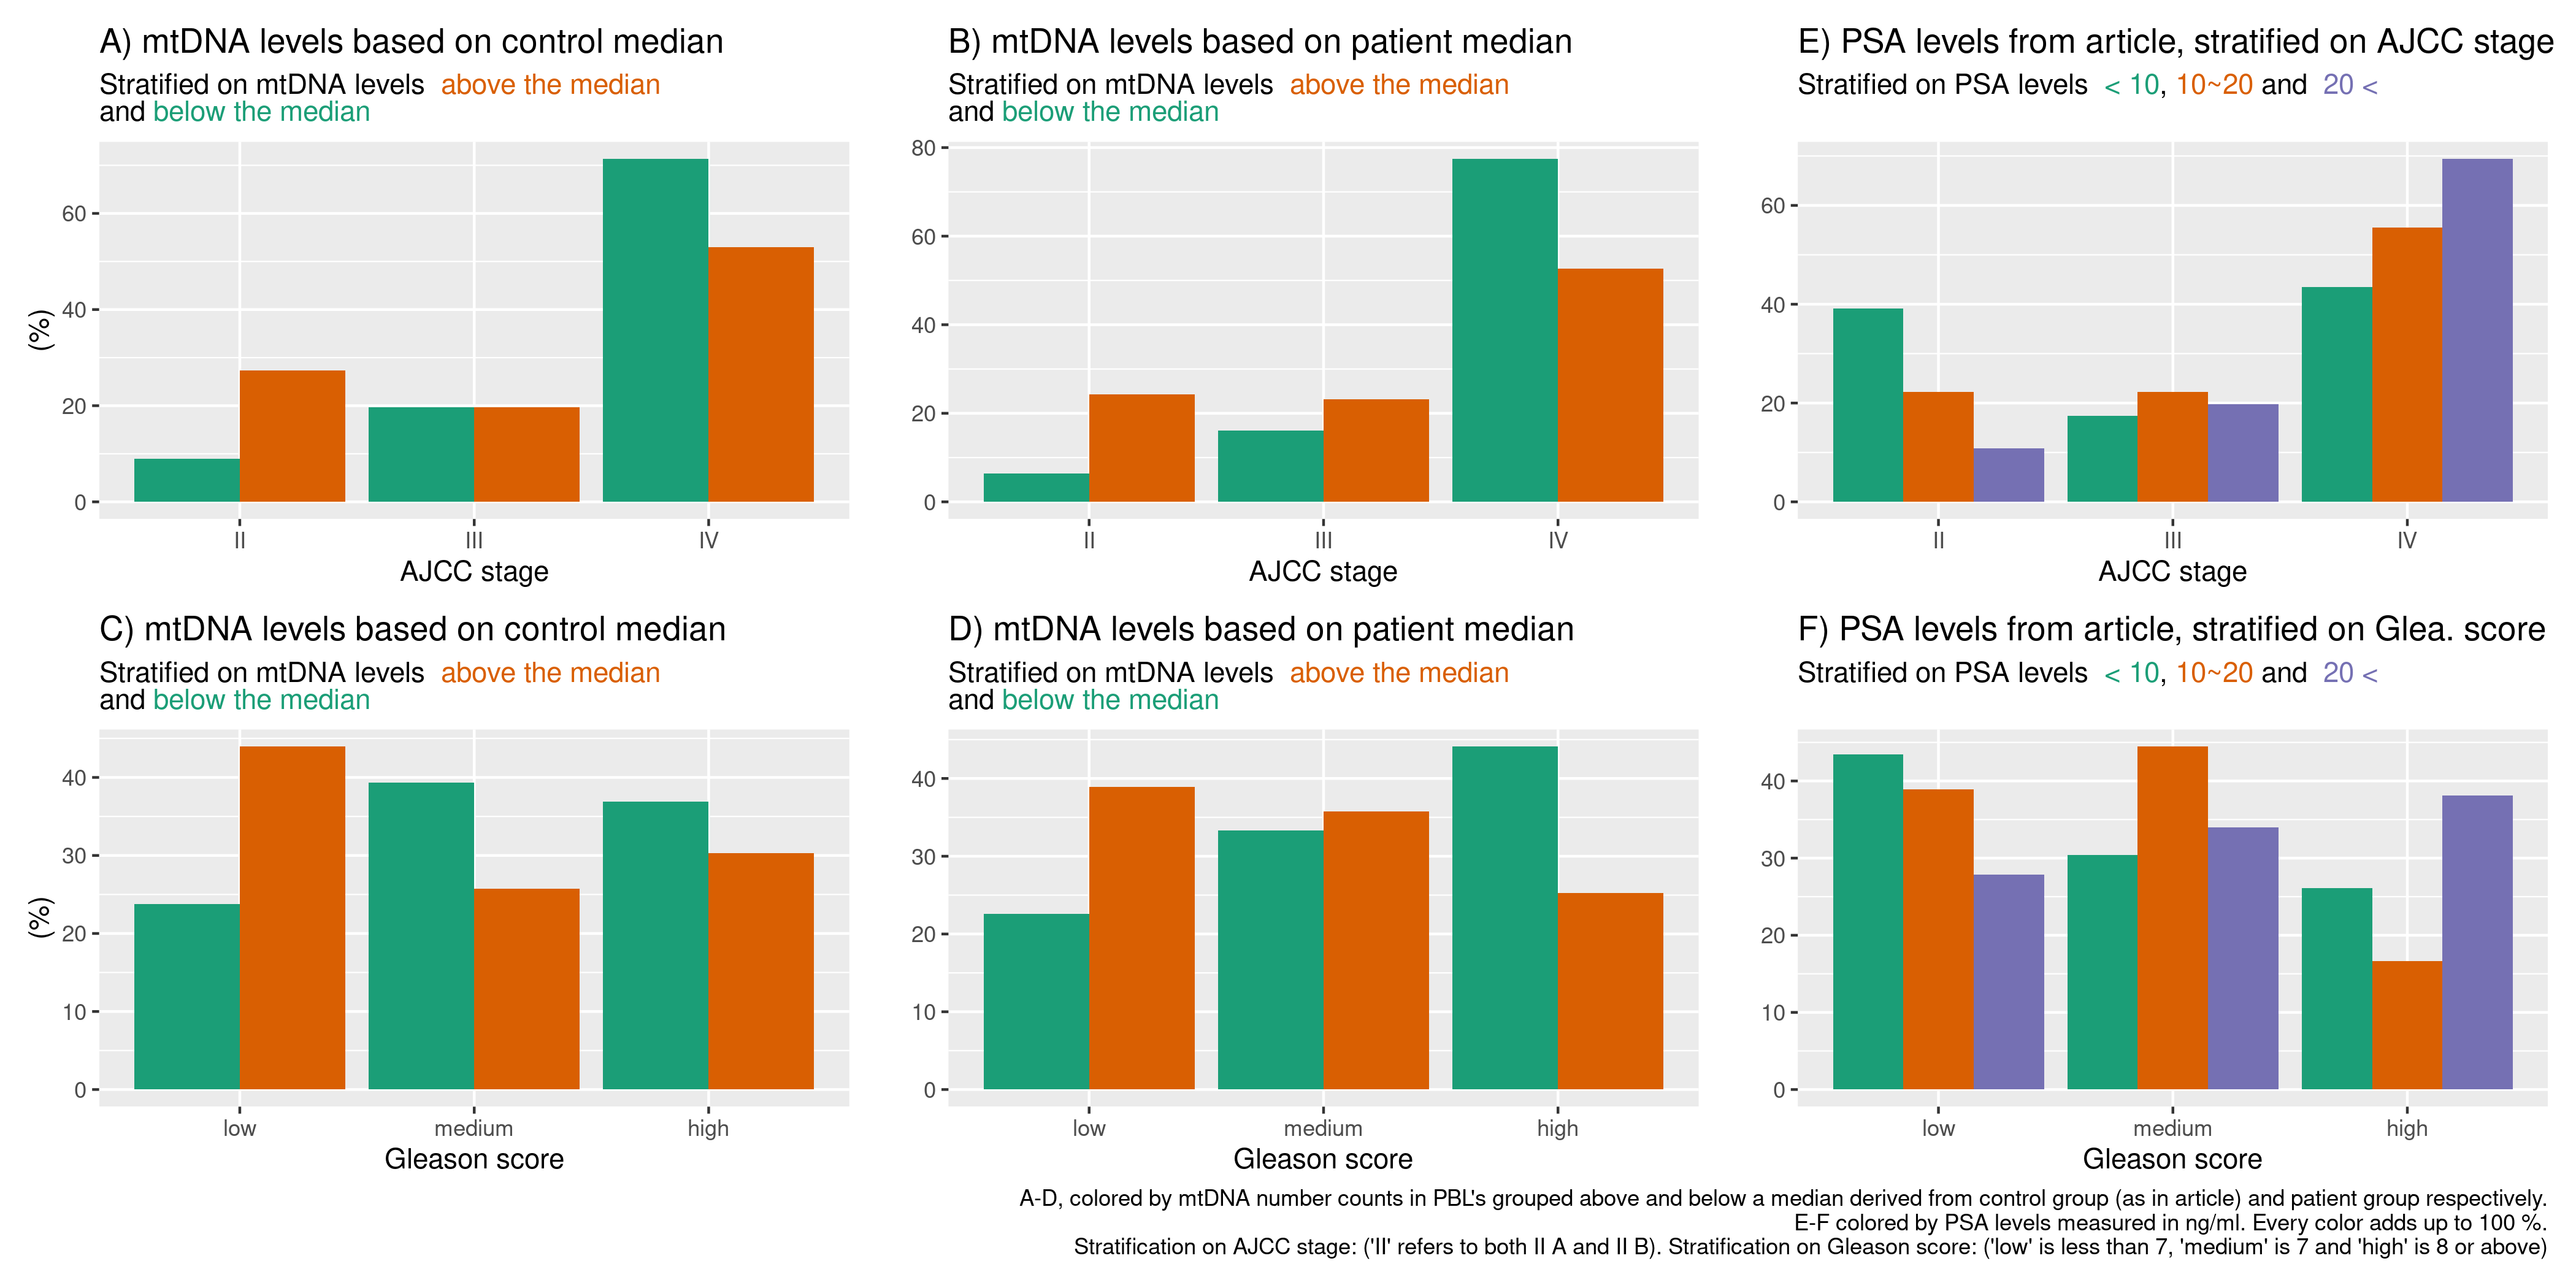 A) mtDNA levels based on control median
Stratified on mtDNA levels above the median
and below the median
(%)
60
40
20
0
II III IV
AJCC stage
B) mtDNA levels based on patient median
Stratified on mtDNA levels above the median
and below the median
80
60
40
20
0
II III IV
AJCC stage
E) PSA levels from article, stratified on AJCC stage
Stratified on PSA levels < 10, 10~20 and 20 <
60
40
20
0
II III IV
AJCC stage
C) mtDNA levels based on control median
Stratified on mtDNA levels above the median
and below the median
(%)
40
30
20
10
0
low medium high
Gleason score
D) mtDNA levels based on patient median
Stratified on mtDNA levels above the median
and below the median
40
30
20
10
0
low medium high
Gleason score
F) PSA levels from article, stratified on Glea. score
Stratified on PSA levels < 10, 10~20 and 20 <
40
30
20
10
0
low medium high
Gleason score
A-D, colored by mtDNA number counts in PBL's grouped above and below a median derived from control group (as in article) and patient group respectively.
E-F colored by PSA levels measured in ng/ml. Every color adds up to 100 %.
Stratification on AJCC stage: ('II' refers to both II A and II B). Stratification on Gleason score: ('low' is less than 7, 'medium' is 7 and 'high' is 8 or above)